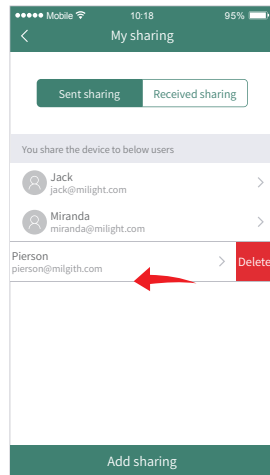 Mobile 10:18 95%
My sharing
Sent sharing Received sharing
You share the device to below users
Jack
jack@milight.com
Miranda
miranda@milight.com
Pierson
pierson@milgith.com
Delete
Add sharing